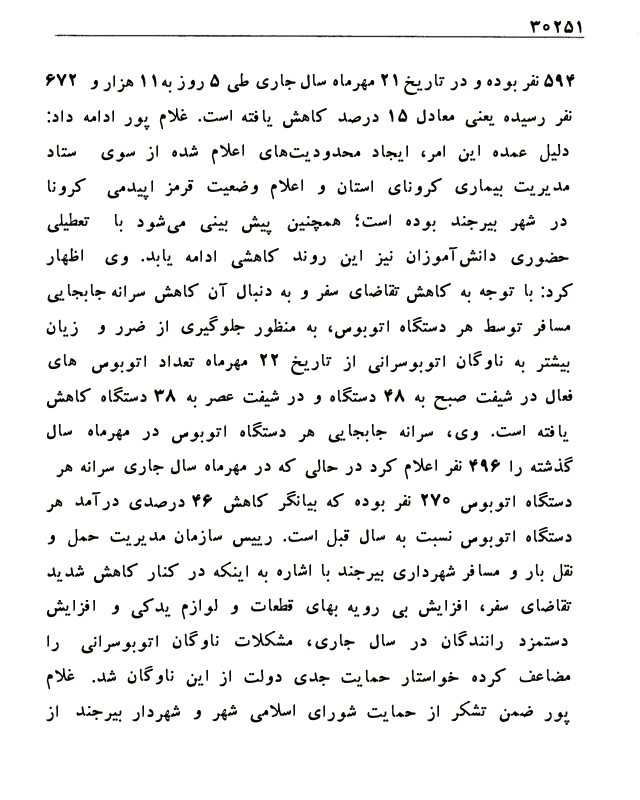 ۳۰۲۵۱
۵۹۴ نفر بوده و در تاریخ ۲۱ مهرماه سال جاری طی ۵ روز به ۱۱ هزار و ۶۷۲
نفر رسیده یعنی معادل ۱۵ درصد کاهش یافته است. غلام پور ادامه داد:
دلیل عمده این امر، ایجاد محدودیت‌های اعلام شده از سوی ستاد
مدیریت بیماری کرونای استان و اعلام وضعیت قرمز اپیدمی کرونا
در شهر بیرجند بوده است؛ همچنین پیش بینی می‌شود با تعطیلی
حضوری دانش‌آموزان نیز این روند کاهشی ادامه یابد. وی اظهار
کرد: با توجه به کاهش تقاضای سفر و به دنبال آن کاهش سرانه جابجایی
مسافر توسط هر دستگاه اتوبوس، به منظور جلوگیری از ضرر و زیان
بیشتر به ناوگان اتوبوسرانی از تاریخ ۲۲ مهرماه تعداد اتوبوس های
فعال در شیفت صبح به ۴۸ دستگاه و در شیفت عصر به ۳۸ دستگاه کاهش
یافته است. وی، سرانه جابجایی هر دستگاه اتوبوس در مهرماه سال
گذشته را ۴۹۶ نفر اعلام کرد در حالی که در مهرماه سال جاری سرانه هر
دستگاه اتوبوس ۲۷۰ نفر بوده که بیانگر کاهش ۴۶ درصدی درآمد هر
دستگاه اتوبوس نسبت به سال قبل است. رییس سازمان مدیریت حمل و
نقل بار و مسافر شهرداری بیرجند با اشاره به اینکه در کنار کاهش شدید
تقاضای سفر، افزایش بی رویه بهای قطعات و لوازم یدکی و افزایش
دستمزد رانندگان در سال جاری، مشکلات ناوگان اتوبوسرانی را
مضاعف کرده خواستار حمایت جدی دولت از این ناوگان شد. غلام
پور ضمن تشکر از حمایت شورای اسلامی شهر و شهردار بیرجند از